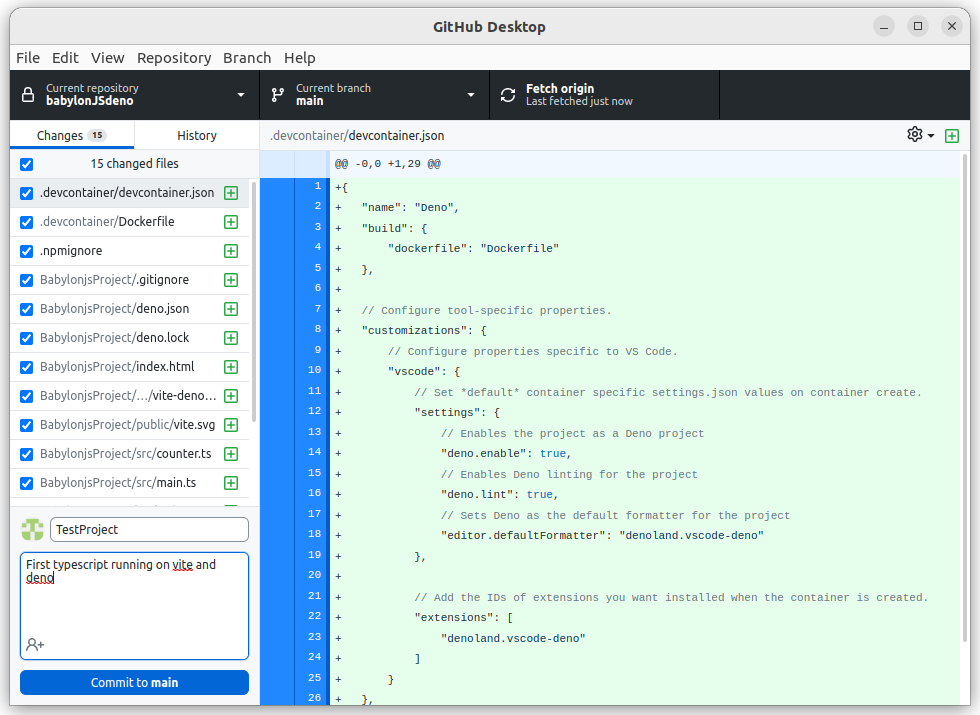 GitHub Desktop
File Edit View Repository Branch Help
Current repository
babylonJSdeno
Current branch
main
Fetch origin
Last fetched just now
Changes 15
History
15 changed files
.devcontainer/devcontainer.json
.devcontainer/Dockerfile
.npmignore
BabylonjsProject/.gitignore
BabylonjsProject/deno.json
BabylonjsProject/deno.lock
BabylonjsProject/index.html
BabylonjsProject/.../vite-deno...
BabylonjsProject/public/vite.svg
BabylonjsProject/src/counter.ts
BabylonjsProject/src/main.ts
TestProject
First typescript running on vite and
deno
Commit to main
.devcontainer/devcontainer.json
@@ -0,0 +1,29 @@
1 +{
2 +   "name": "Deno",
3 +   "build": {
4 +       "dockerfile": "Dockerfile"
5 +   },
6 +
7 +   // Configure tool-specific properties.
8 +   "customizations": {
9 +       // Configure properties specific to VS Code.
10 +       "vscode": {
11 +           // Set *default* container specific settings.json values on container create.
12 +           "settings": {
13 +               // Enables the project as a Deno project
14 +               "deno.enable": true,
15 +               // Enables Deno linting for the project
16 +               "deno.lint": true,
17 +               // Sets Deno as the default formatter for the project
18 +               "editor.defaultFormatter": "denoland.vscode-deno"
19 +           },
20 +
21 +           // Add the IDs of extensions you want installed when the container is created.
22 +           "extensions": [
23 +               "denoland.vscode-deno"
24 +           ]
25 +       }
26 +   },